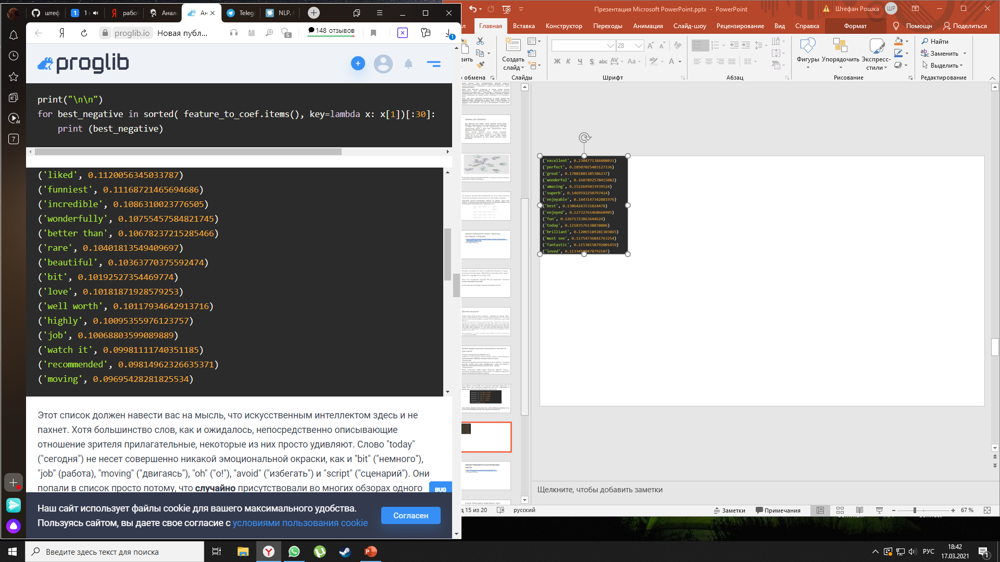 штеф
1
1
рабо
Анал
Ан
Teleg
NLP.
proglib.io
Новая публ...
148 отзывов
5
1
7
proglib
print("\n\n")
for best_negative in sorted( feature_to_coef.items(), key=lambda x: x[1])[:30]:
print (best_negative)
('liked', 0.1120056345033787)
('funniest', 0.11168721465694686)
('incredible', 0.1086310023776505)
('wonderfully', 0.10755457584821745)
('better than', 0.10678237215285466)
('rare', 0.10401813549409697)
('beautiful', 0.10363770375592474)
('bit', 0.10192527354469774)
('love', 0.10181871928579253)
('well worth', 0.10117934642913716)
('highly', 0.10095355976123757)
('job', 0.10068803599089889)
('watch it', 0.09981111740351185)
('recommended', 0.09814962326635371)
('moving', 0.09695428281825534)
Этот список должен навести вас на мысль, что искусственным интеллектом здесь и не
пахнет. Хотя большинство слов, как и ожидалось, непосредственно описывающие
отношение зрителя прилагательные, некоторые из них просто удивляют. Слово "today"
("сегодня") не несет совершенно никакой эмоциональной окраски, как и "bit" ("немного"),
"job" (работа), "moving" ("двигаясь"), "oh" ("о!"), "avoid" ("избегать") и "script" ("сценарий"). Они
попали в список просто потому, что случайно присутствовали во многих обзорах одного
BUG
Наш сайт использует файлы cookie для вашего максимального удобства.
Пользуясь сайтом, вы даете свое согласие с условиями пользования cookie
Согласен
Презентация Microsoft PowerPoint.pptx - PowerPoint
Штефан Рошка
ШР
Главная
Вставка
Конструктор
Переходы
Анимация
Слайд-шоу
Рецензирование
Вид
Справка
Формат
Помощн
Поделиться
Создать
слайд
Слайды
28
Ж К Ч S abc AV Aa
Шрифт
Абзац
Фигуры
Упорядочить
Экспресс-
стили
Рисование
Найти
Заменить
Выделить
Редактирование
('excellent', 0.2304771384408031)
('perfect', 0.18507025403127336)
('great', 0.17881801385386237)
('wonderful', 0.1607892578415082)
('amazing', 0.1522695033939524)
('superb', 0.1469592250797414)
('enjoyable', 0.1443147342881976)
('best', 0.13064243531024478)
('enjoyed', 0.12732761468660905)
('fun', 0.12671723863644624)
('today', 0.12183576138878806)
('brilliant', 0.12065189281303865)
('must see', 0.11754736841763254)
('fantastic', 0.11538150792001459)
('loved',
Щелкните, чтобы добавить заметки
15 из 20
русский
Заметки
Примечания
67 %
Введите здесь текст для поиска
РУС
18:42
17.03.2021
1